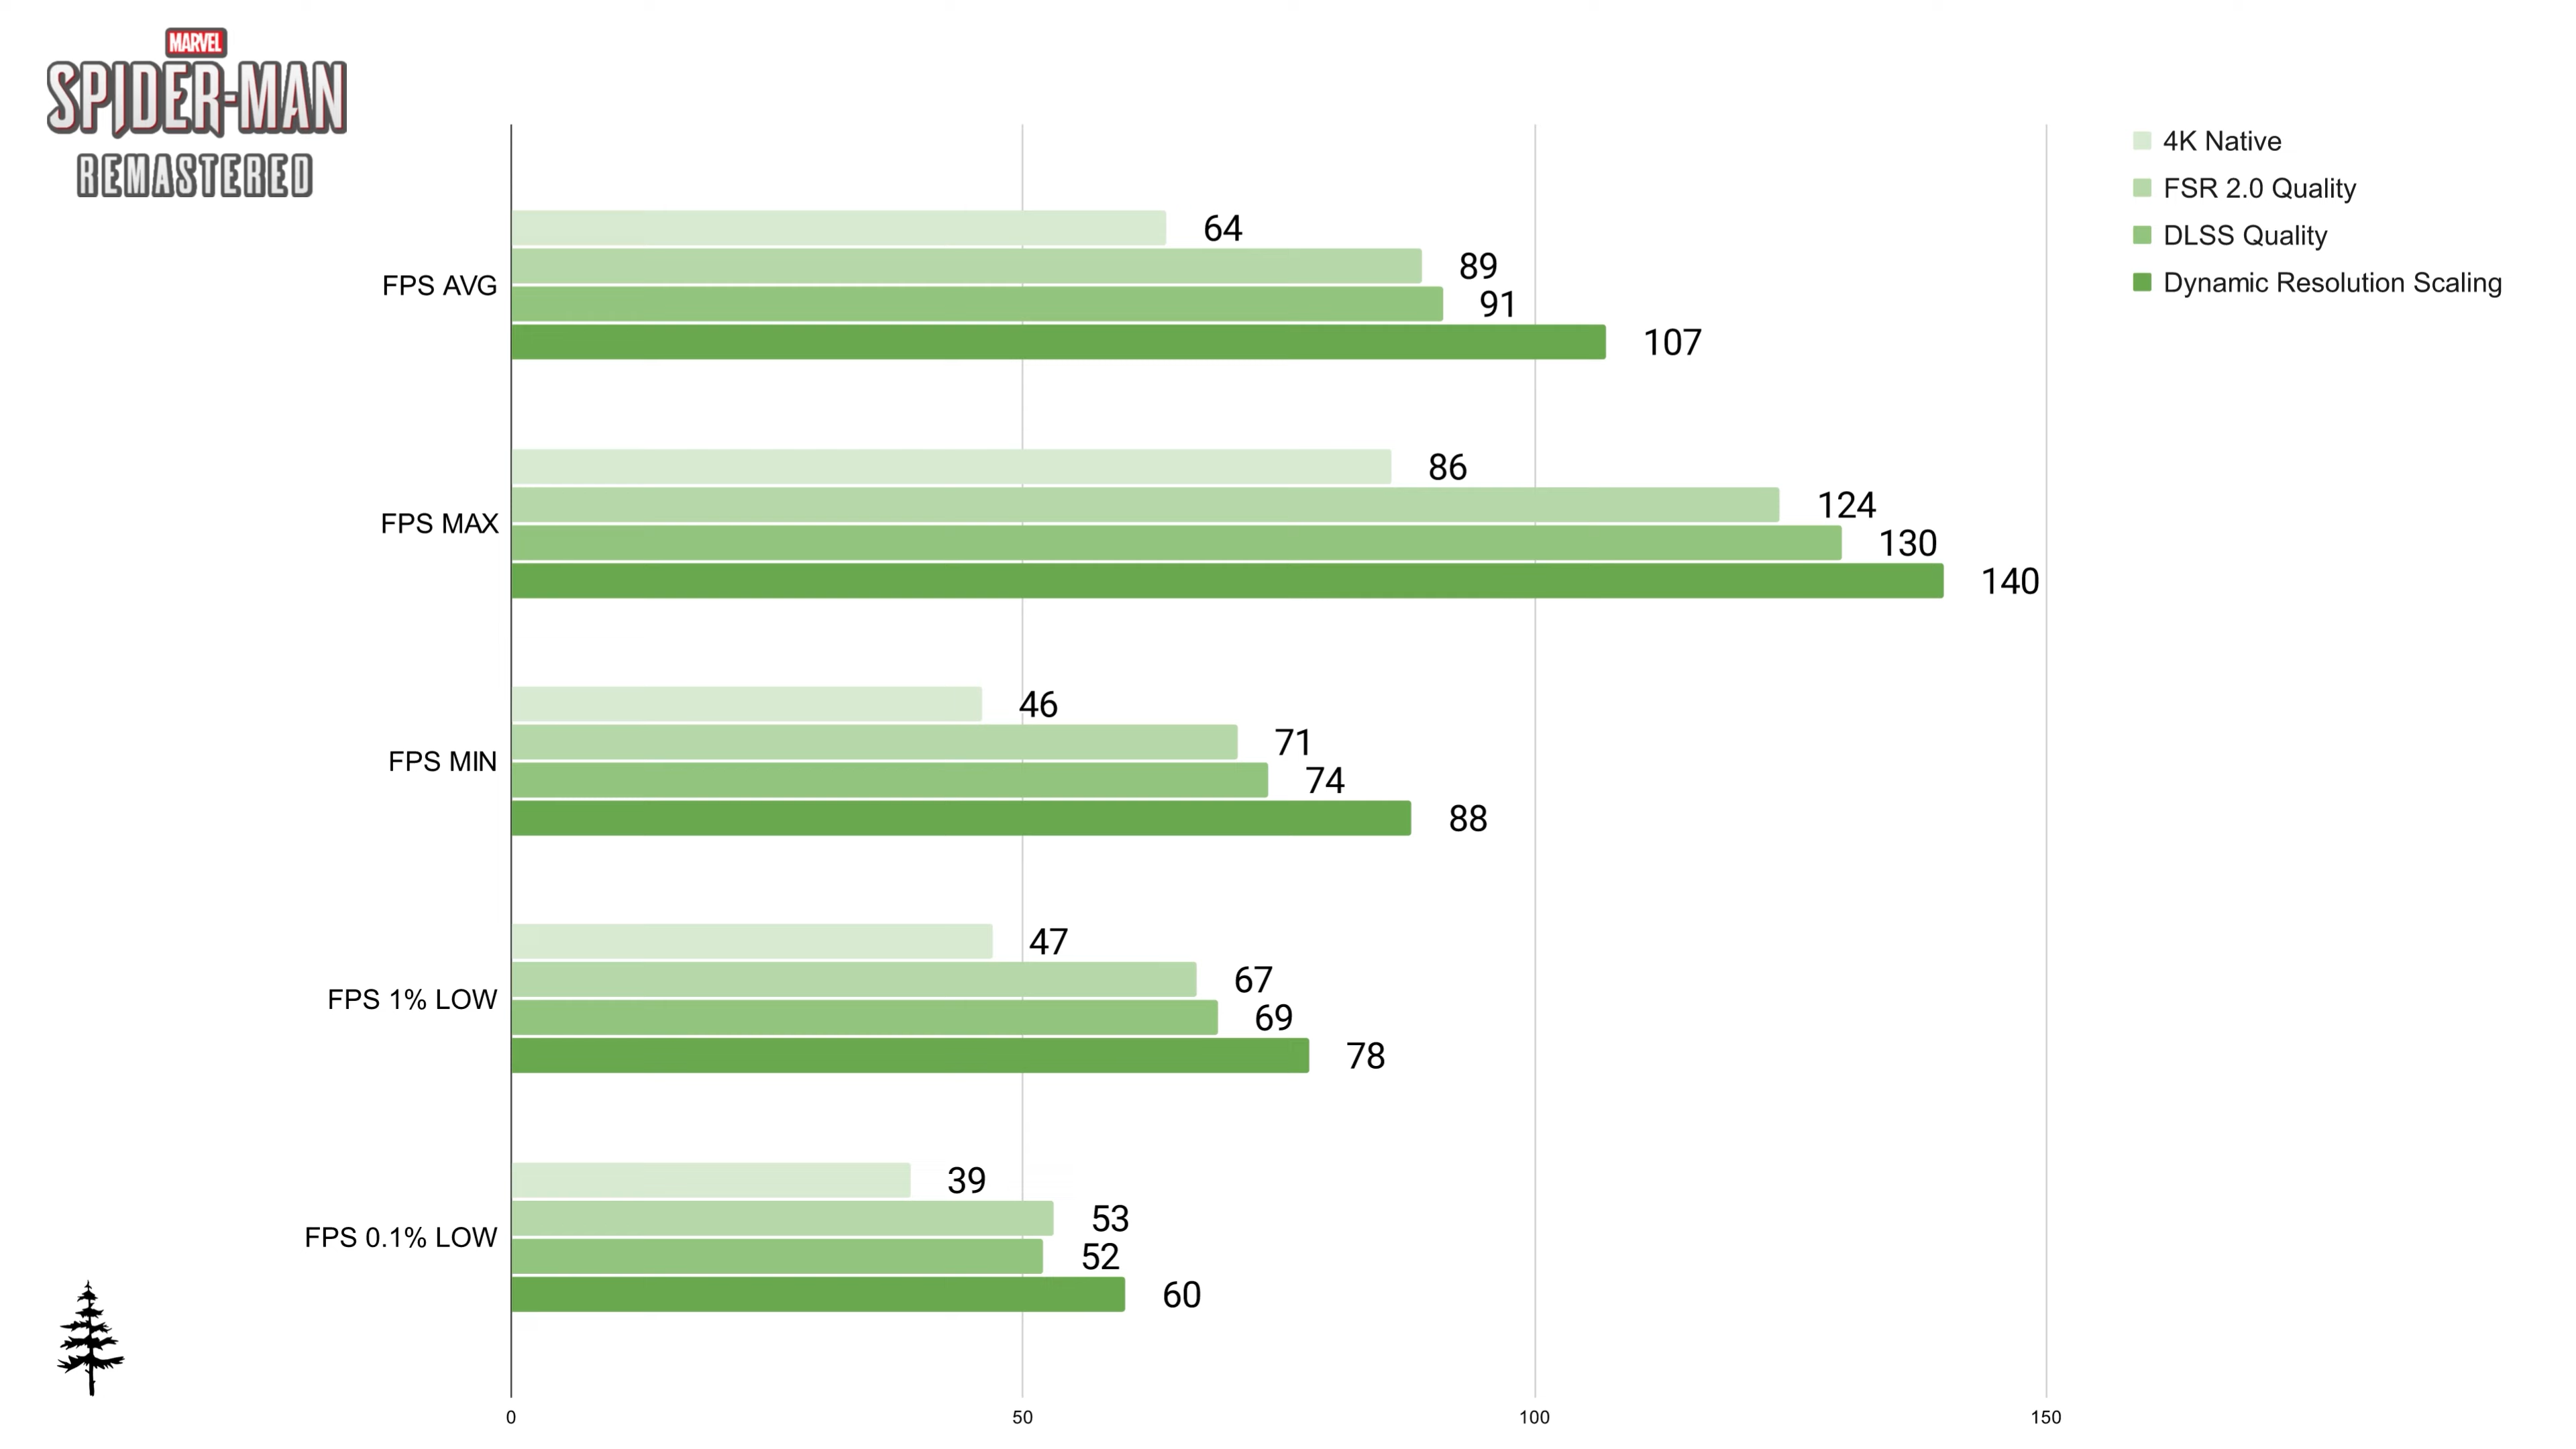 MARVEL
SPIDER-MAN
REMASTERED
4K Native
FSR 2.0 Quality
DLSS Quality
Dynamic Resolution Scaling
FPS AVG
64
89
91
107
FPS MAX
86
124
130
140
FPS MIN
46
71
74
88
FPS 1% LOW
47
67
69
78
FPS 0.1% LOW
39
53
52
60
0 50 100 150